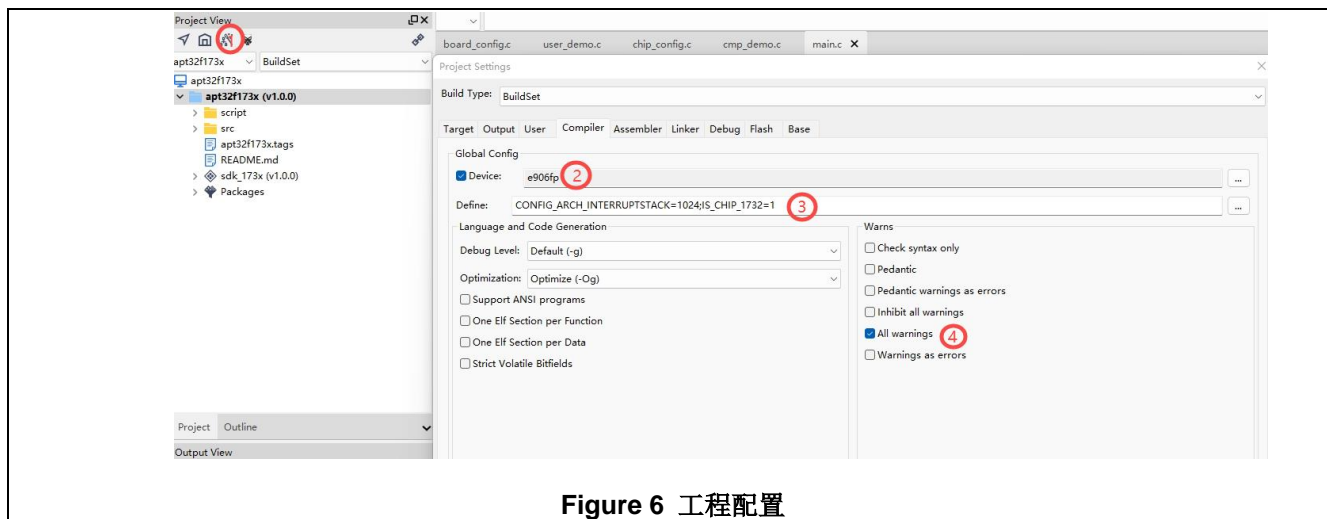 Project View
apt32f173x
BuildSet
apt32f173x
apt32f173x (v1.0.0)
script
src
apt32f173x.tags
README.md
sdk_173x (v1.0.0)
Packages
Project Outline
Output View
board_config.c user_demo.c chip_config.c cmp_demo.c main.c
Project Settings
Build Type: BuildSet
Target Output User Compiler Assembler Linker Debug Flash Base
Global Config
Device: e906fp 2 ...
Define: CONFIG_ARCH_INTERRUPTSTACK=1024;IS_CHIP_1732=1 3 ...
Language and Code Generation
Debug Level: Default (-g)
Optimization: Optimize (-Og)
Support ANSI programs
One Elf Section per Function
One Elf Section per Data
Strict Volatile Bitfields
Warns
Check syntax only
Pedantic
Pedantic warnings as errors
Inhibit all warnings
All warnings 4
Warnings as errors
Figure 6 工程配置